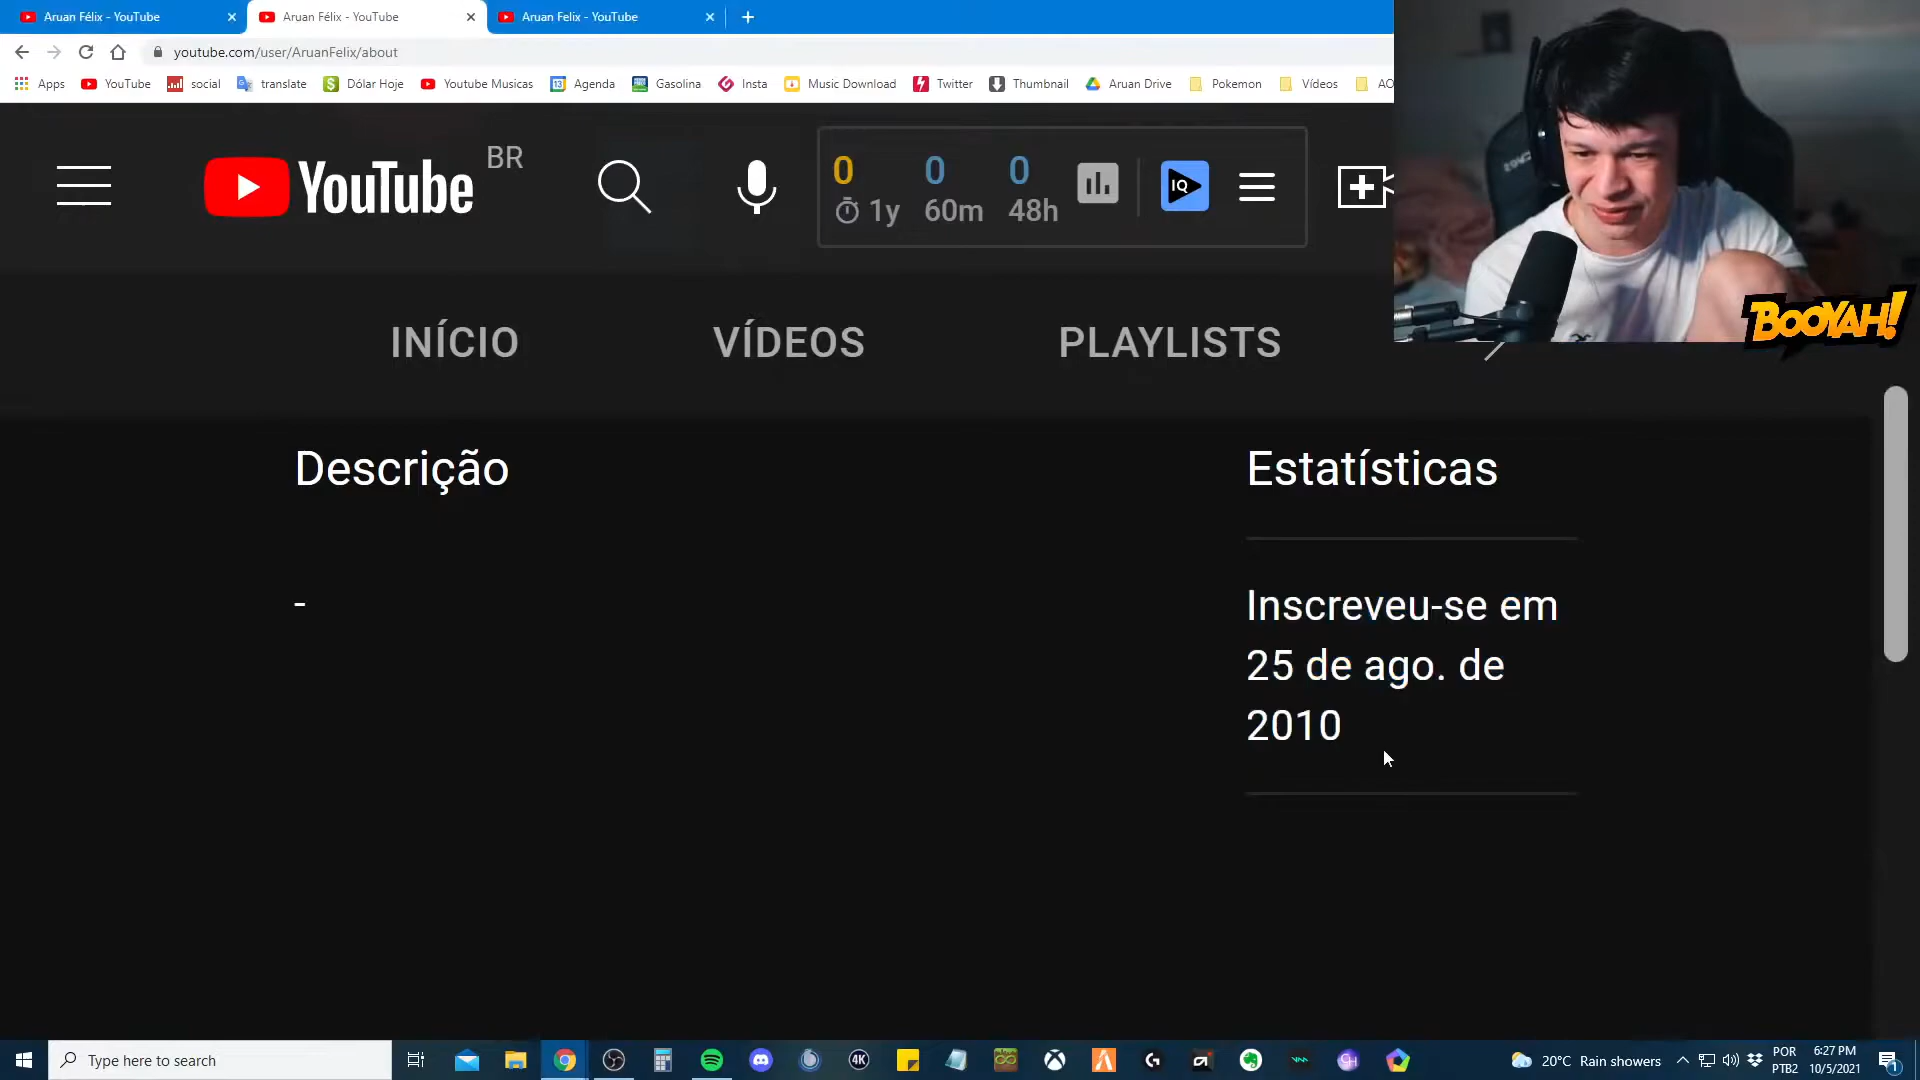 Aruan Félix - YouTube
Aruan Félix - YouTube
Aruan Felix - YouTube
youtube.com/user/AruanFelix/about
Apps
YouTube
social
translate
Dólar Hoje
Youtube Musicas
Agenda
Gasolina
Insta
Music Download
Twitter
Thumbnail
Aruan Drive
Pokemon
Vídeos
AO
YouTube BR
0 0 0
1y 60m 48h
IQ
BOOYAH!
INÍCIO VÍDEOS PLAYLISTS
Descrição
-
Estatísticas
Inscreveu-se em
25 de ago. de
2010
Type here to search
4K
20°C Rain showers
POR
PTB2
6:27 PM
10/5/2021
1